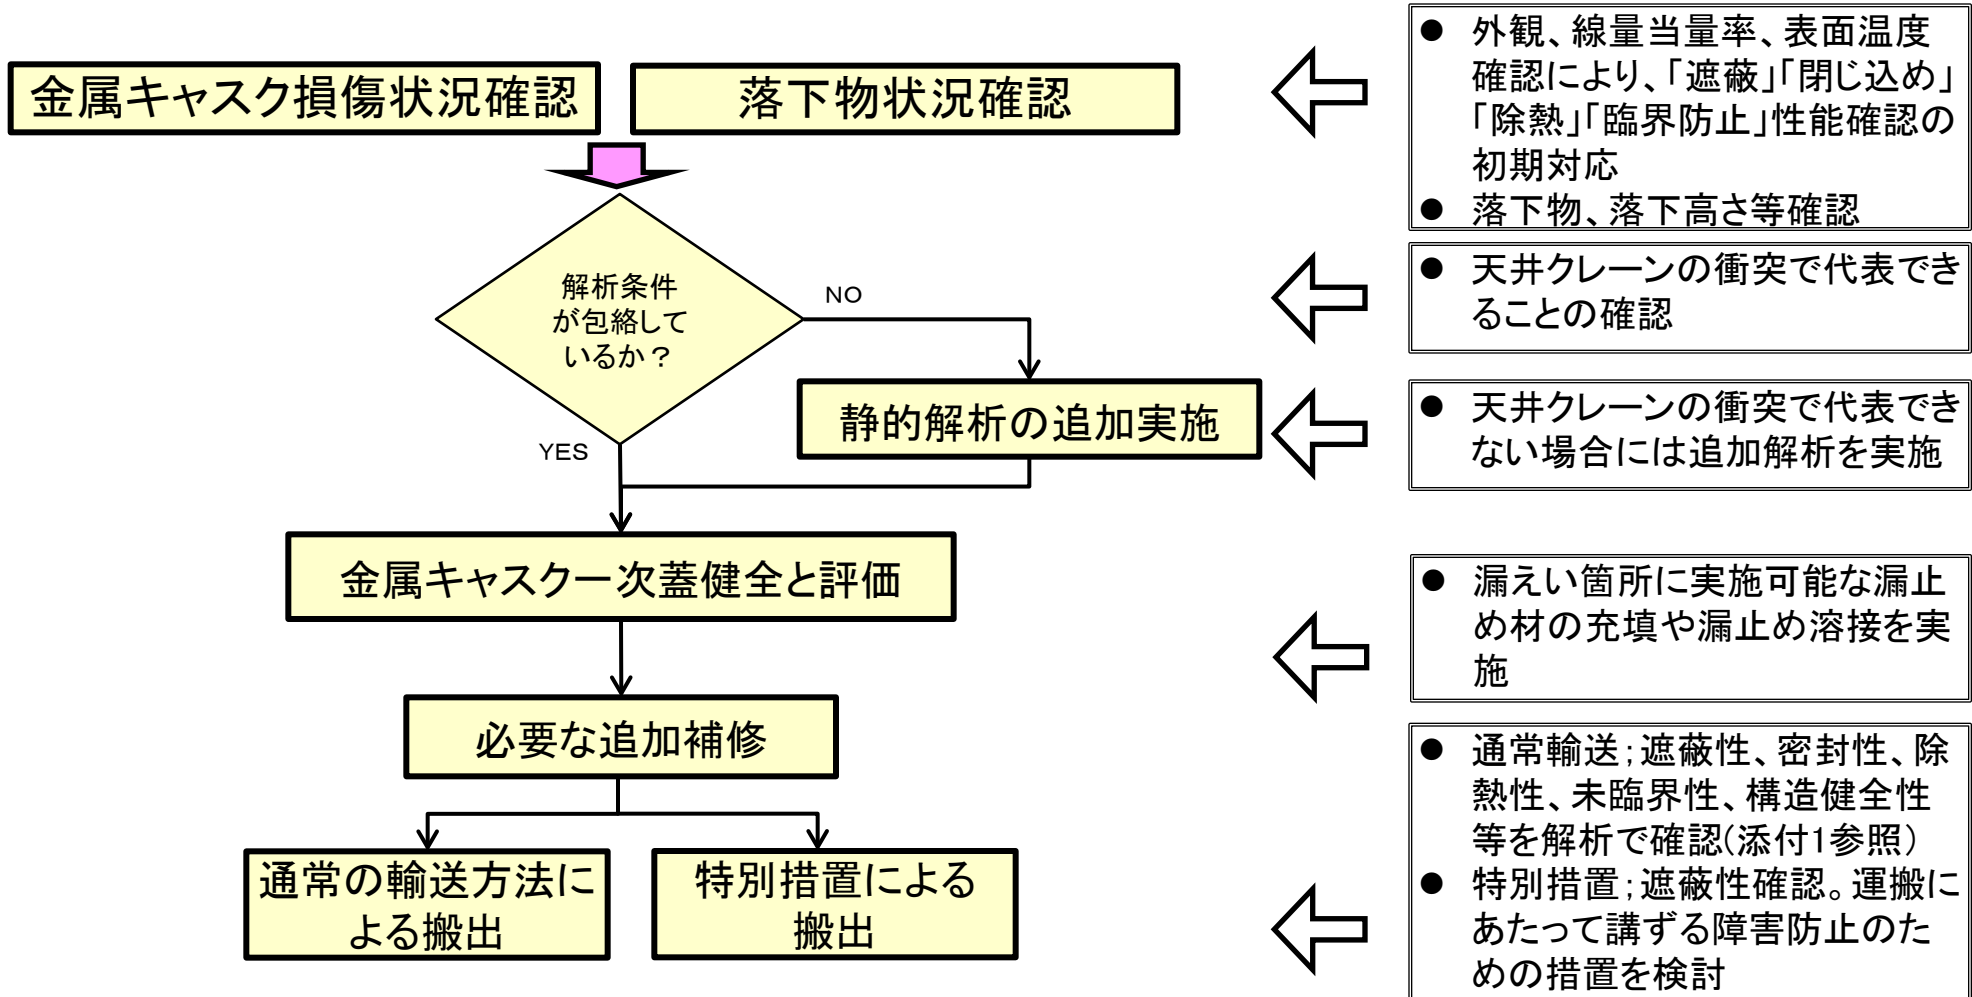 金属キャスク損傷状況確認
落下物状況確認
● 外観、線量当量率、表面温度
確認により、「遮蔽」「閉じ込め」
「除熱」「臨界防止」性能確認の
初期対応
● 落下物、落下高さ等確認
解析条件
が包絡して
いるか？
NO
YES
● 天井クレーンの衝突で代表でき
ることの確認
静的解析の追加実施
● 天井クレーンの衝突で代表でき
ない場合には追加解析を実施
金属キャスク一次蓋健全と評価
● 漏えい箇所に実施可能な漏止
め材の充填や漏止め溶接を実
施
必要な追加補修
通常の輸送方法に
よる搬出
特別措置による
搬出
● 通常輸送；遮蔽性、密封性、除
熱性、未臨界性、構造健全性
等を解析で確認(添付1参照）
● 特別措置；遮蔽性確認。運搬に
あたって講ずる障害防止のた
めの措置を検討